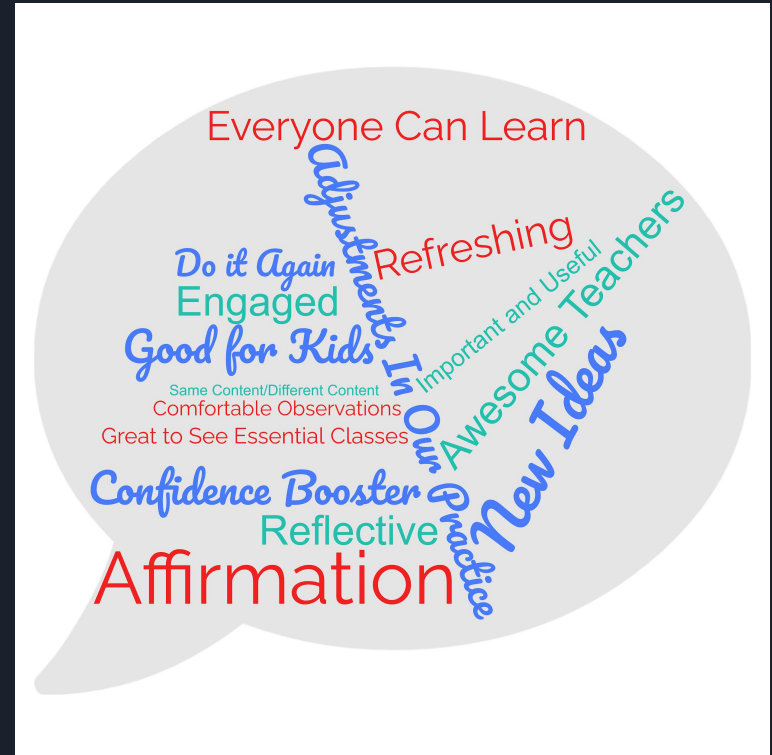 Everyone Can Learn
Adjustments In Our Practice
Refreshing
Do it Again
Engaged
Good for Kids
Important and Useful
Awesome Teachers
New Ideas
Same Content/Different Content
Comfortable Observations
Great to See Essential Classes
Confidence Booster
Reflective
Affirmation